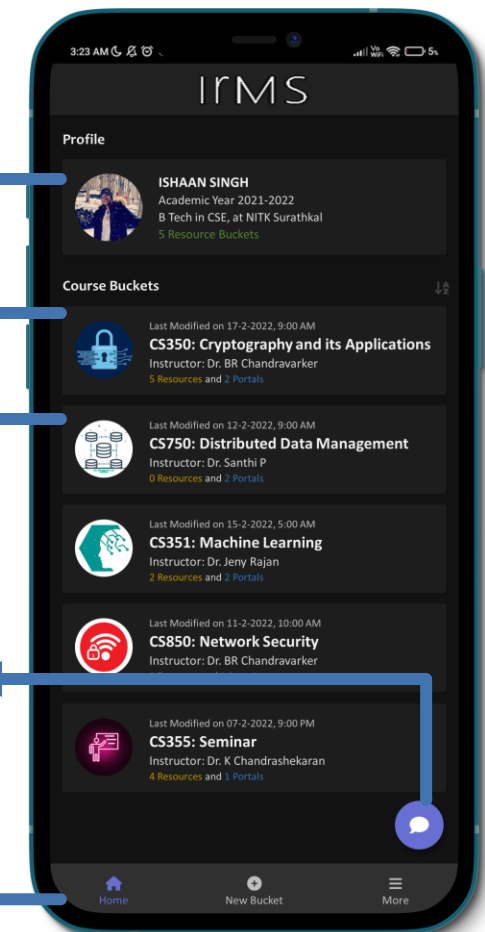 3:23 AM
Vo
WiFi
5%
IrMS
Profile
ISHAAN SINGH
Academic Year 2021-2022
B Tech in CSE, at NITK Surathkal
5 Resource Buckets
Course Buckets
Last Modified on 17-2-2022, 9:00 AM
CS350: Cryptography and its Applications
Instructor: Dr. BR Chandravarker
5 Resources and 2 Portals
Last Modified on 12-2-2022, 9:00 AM
CS750: Distributed Data Management
Instructor: Dr. Santhi P
0 Resources and 2 Portals
Last Modified on 15-2-2022, 5:00 AM
CS351: Machine Learning
Instructor: Dr. Jeny Rajan
2 Resources and 2 Portals
Last Modified on 11-2-2022, 10:00 AM
CS850: Network Security
Instructor: Dr. BR Chandravarker
Last Modified on 07-2-2022, 9:00 PM
CS355: Seminar
Instructor: Dr. K Chandrashekaran
4 Resources and 1 Portals
Home
New Bucket
More